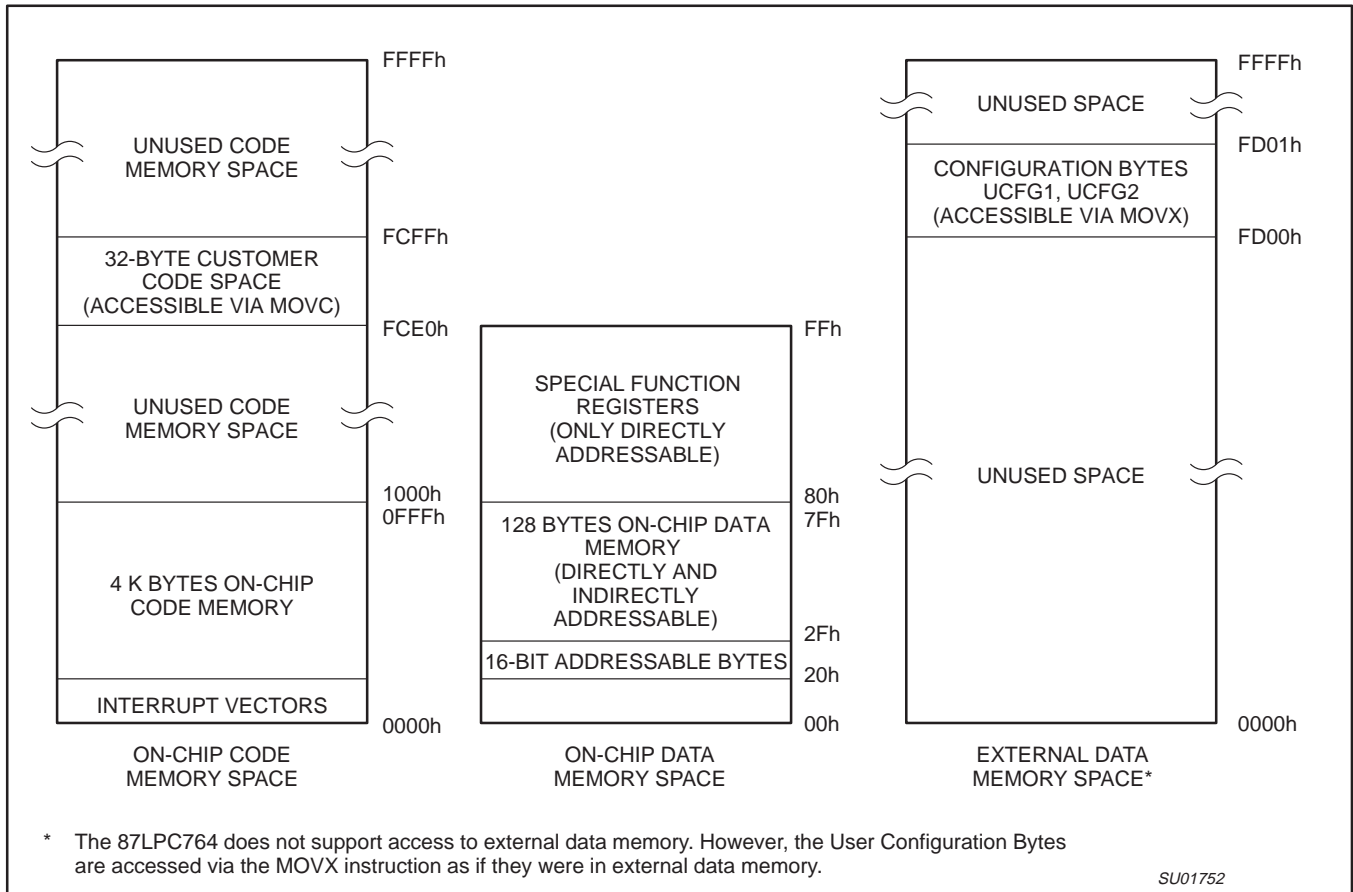 FFFFh
UNUSED CODE
MEMORY SPACE
FCFFh
32-BYTE CUSTOMER
CODE SPACE
(ACCESSIBLE VIA MOVC)
FCE0h
UNUSED CODE
MEMORY SPACE
1000h
0FFFh
4 K BYTES ON-CHIP
CODE MEMORY
INTERRUPT VECTORS
0000h
ON-CHIP CODE
MEMORY SPACE
FFh
SPECIAL FUNCTION
REGISTERS
(ONLY DIRECTLY
ADDRESSABLE)
80h
7Fh
128 BYTES ON-CHIP DATA
MEMORY
(DIRECTLY AND
INDIRECTLY
ADDRESSABLE)
2Fh
16-BIT ADDRESSABLE BYTES
20h
00h
ON-CHIP DATA
MEMORY SPACE
FFFFh
UNUSED SPACE
FD01h
CONFIGURATION BYTES
UCFG1, UCFG2
(ACCESSIBLE VIA MOVX)
FD00h
UNUSED SPACE
0000h
EXTERNAL DATA
MEMORY SPACE*
* The 87LPC764 does not support access to external data memory. However, the User Configuration Bytes
are accessed via the MOVX instruction as if they were in external data memory.
SU01752